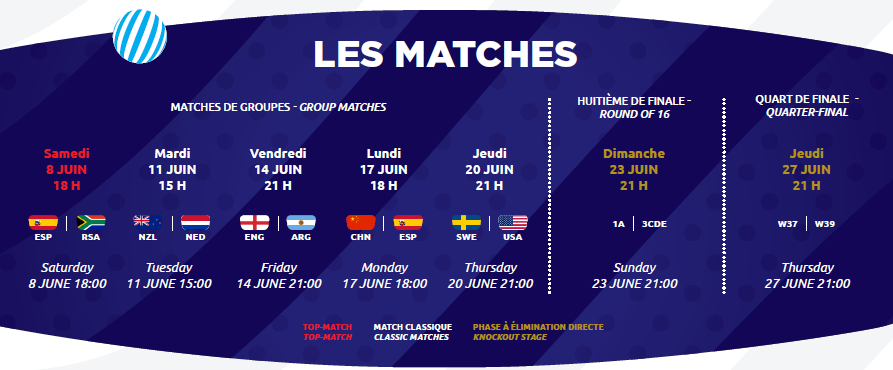 LES MATCHES
MATCHES DE GROUPES - GROUP MATCHES
Samedi
8 JUIN
18 H
ESP RSA
Saturday
8 JUNE 18:00
Mardi
11 JUIN
15 H
NZL NED
Tuesday
11 JUNE 15:00
Vendredi
14 JUIN
21 H
ENG ARG
Friday
14 JUNE 21:00
Lundi
17 JUIN
18 H
CHN ESP
Monday
17 JUNE 18:00
Jeudi
20 JUIN
21 H
SWE USA
Thursday
20 JUNE 21:00
HUITIÈME DE FINALE -
ROUND OF 16
Dimanche
23 JUIN
21 H
1A 3CDE
Sunday
23 JUNE 21:00
QUART DE FINALE -
QUARTER-FINAL
Jeudi
27 JUIN
21 H
W37 W39
Thursday
27 JUNE 21:00
TOP-MATCH
TOP-MATCH
MATCH CLASSIQUE
CLASSIC MATCHES
PHASE À ÉLIMINATION DIRECTE
KNOCKOUT STAGE